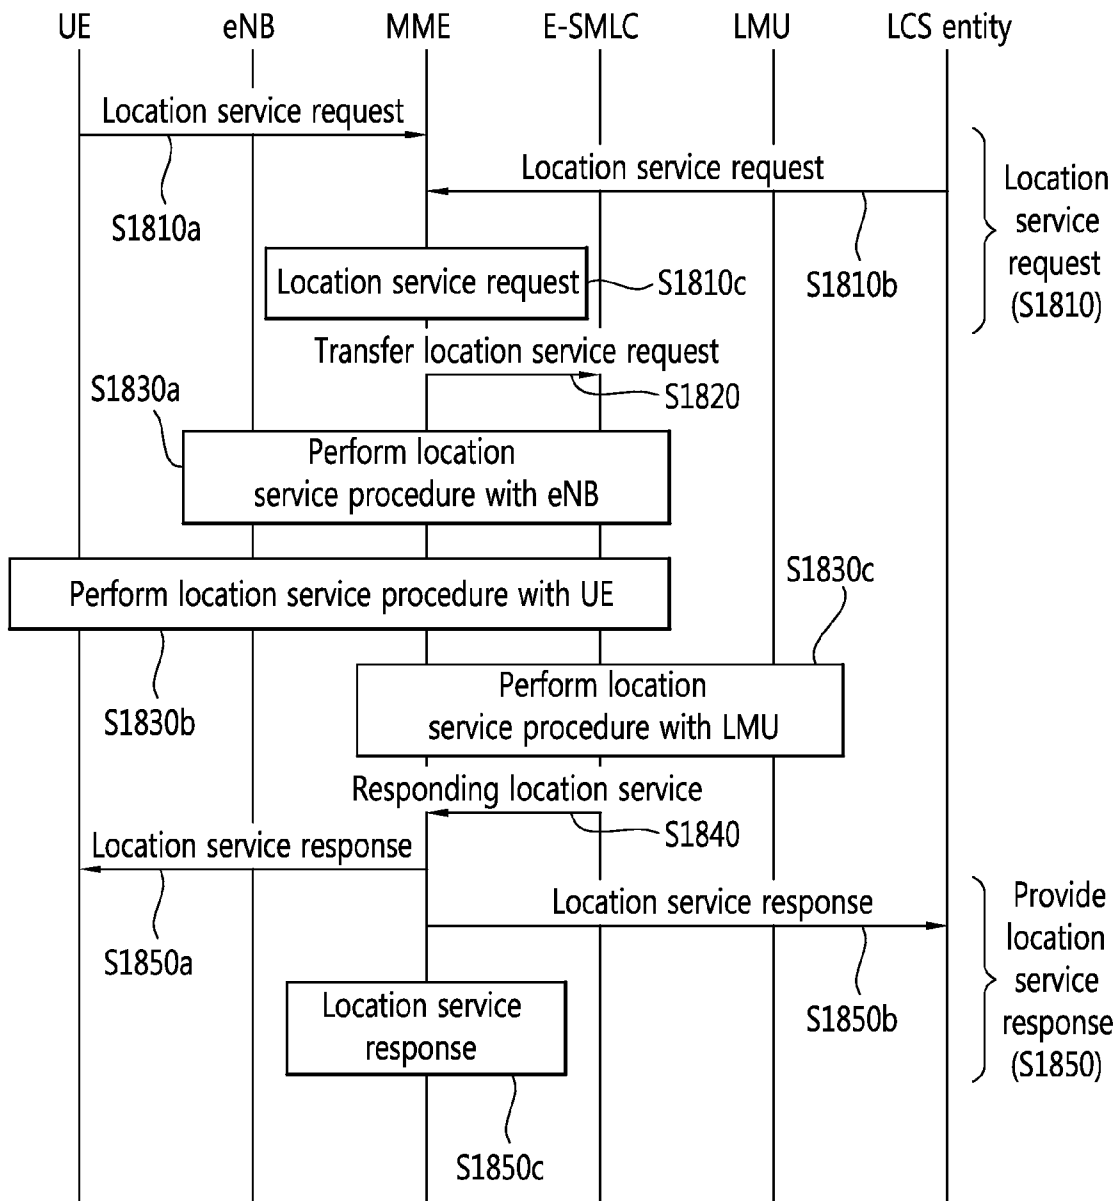 UE eNB MME E-SMLC LMU LCS entity
Location service request
Location service request
S1810a
S1810b
Location
service
request
(S1810)
Location service request
S1810c
Transfer location service request
S1820
S1830a
Perform location
service procedure with eNB
Perform location service procedure with UE
S1830b
S1830c
Perform location
service procedure with LMU
Responding location service
S1840
Location service response
S1850a
Location service response
S1850b
Provide
location
service
response
(S1850)
Location service
response
S1850c